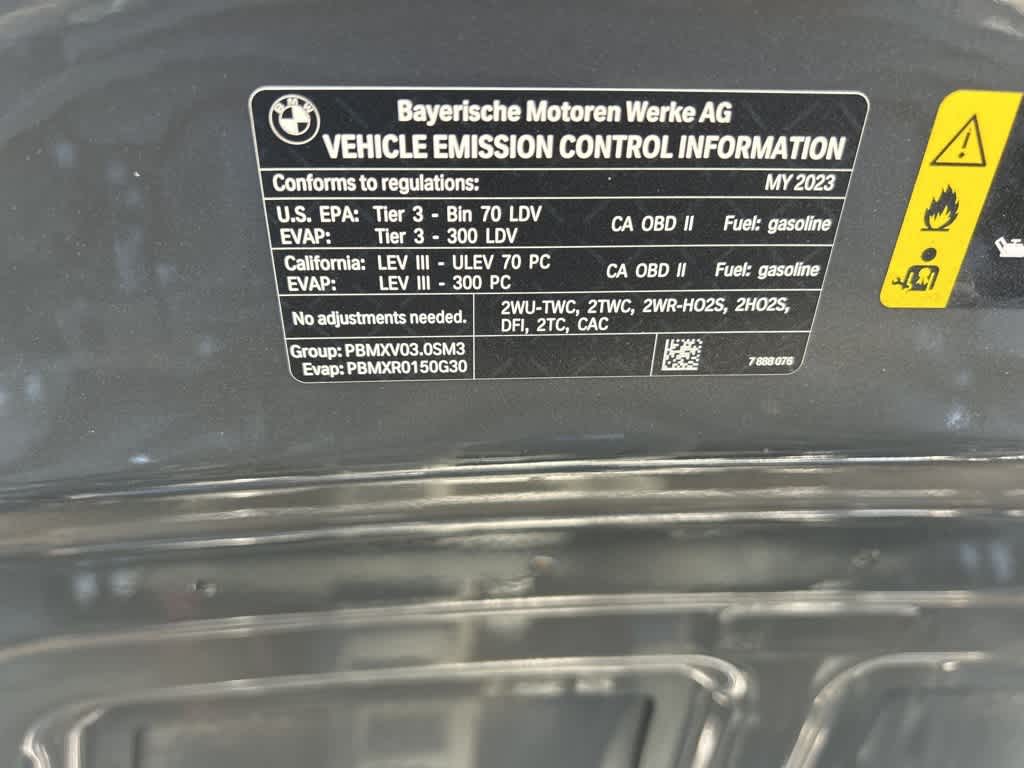 BMW
Bayerische Motoren Werke AG
VEHICLE EMISSION CONTROL INFORMATION
Conforms to regulations: MY 2023
U.S. EPA: Tier 3 - Bin 70 LDV CA OBD II Fuel: gasoline
EVAP: Tier 3 - 300 LDV
California: LEV III - ULEV 70 PC CA OBD II Fuel: gasoline
EVAP: LEV III - 300 PC
No adjustments needed.
2WU-TWC, 2TWC, 2WR-HO2S, 2HO2S,
DFI, 2TC, CAC
Group: PBMXV03.0SM3
Evap: PBMXR0150G30
7 888 076